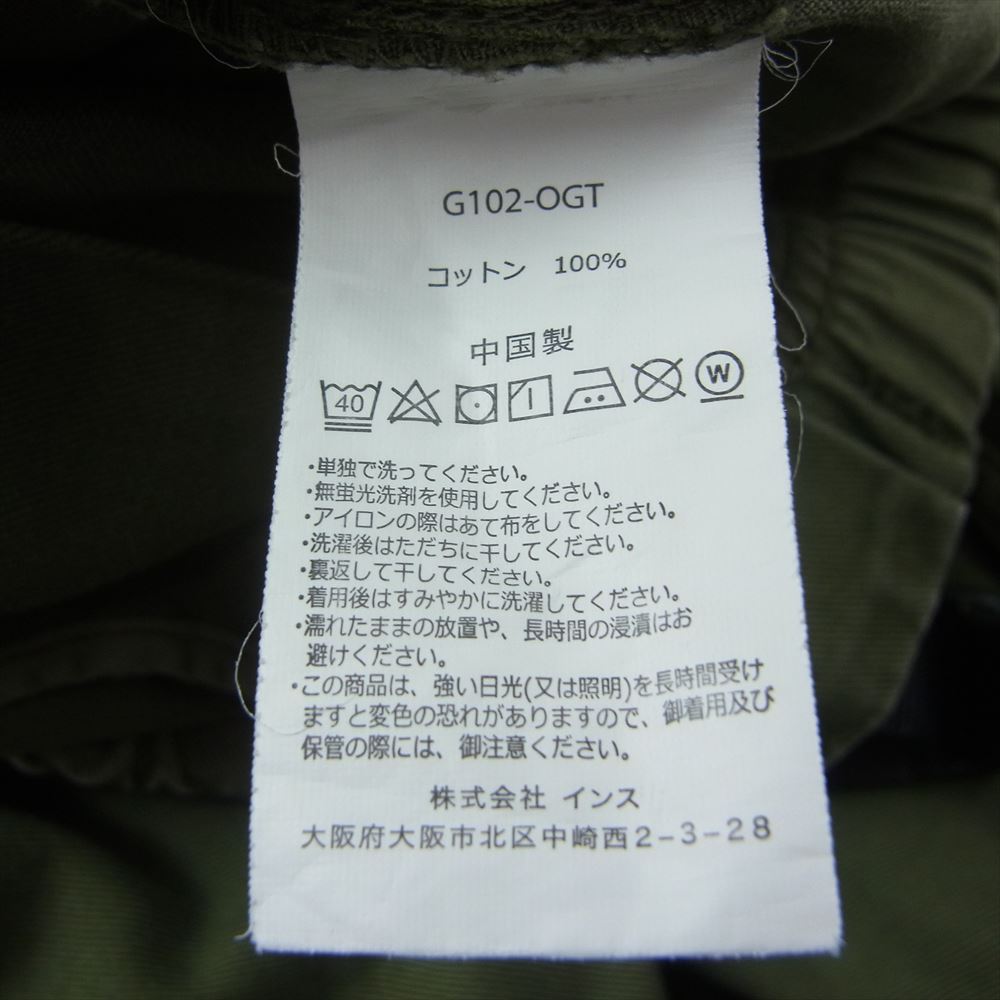 G102-OGT
コットン 100%
中国製
40 W
・単独で洗ってください。
・無蛍光洗剤を使用してください。
・アイロンの際はあて布をしてください。
・洗濯後はただちに干してください。
・裏返して干してください。
・着用後はすみやかに洗濯してください。
・濡れたままの放置や、長時間の浸漬はお
避けください。
・この商品は、強い日光(又は照明)を長時間受け
ますと変色の恐れがありますので、御着用及び
保管の際には、御注意ください。
株式会社 インス
大阪府大阪市北区中崎西2-3-28